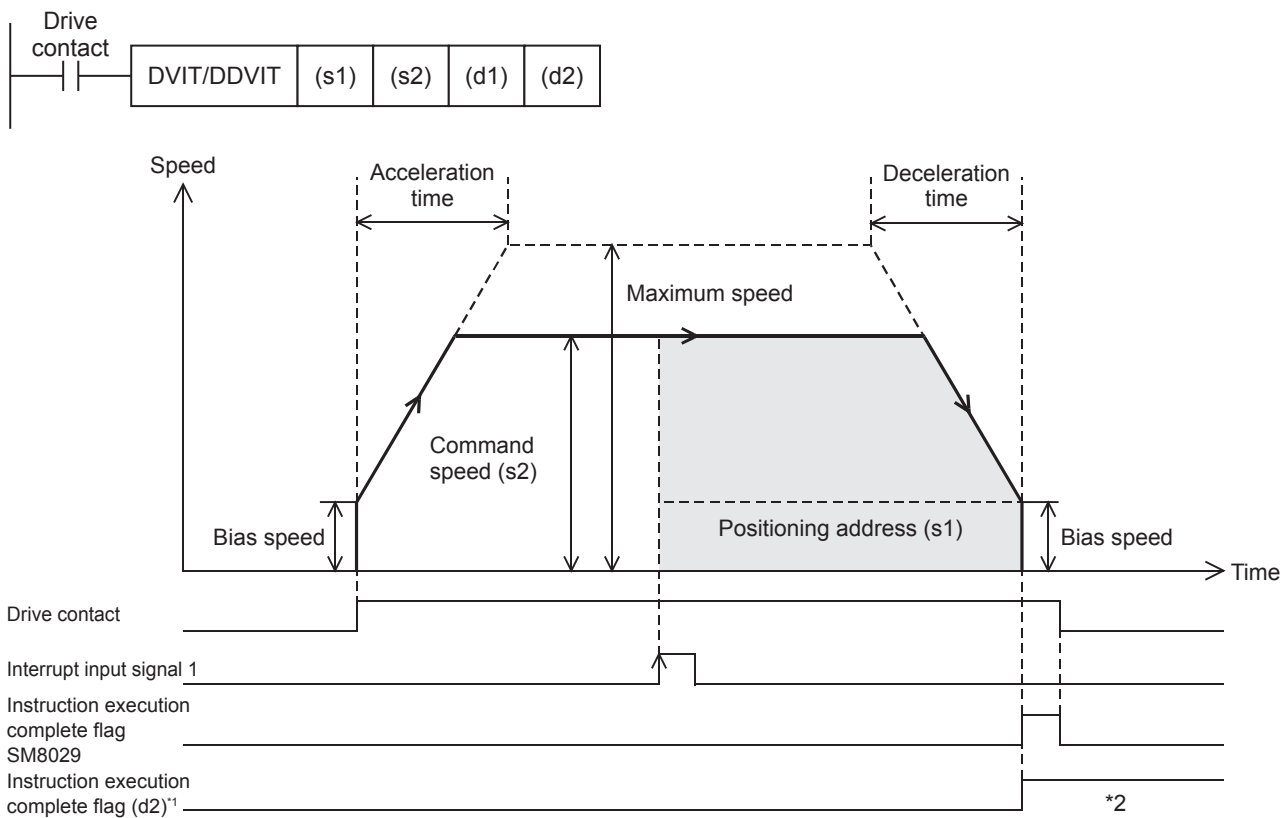 Drive
contact
DVIT/DDVIT (s1) (s2) (d1) (d2)
Speed
Acceleration
time
Deceleration
time
Maximum speed
Command
speed (s2)
Bias speed
Positioning address (s1)
Bias speed
Time
Drive contact
Interrupt input signal 1
Instruction execution
complete flag
SM8029
Instruction execution
complete flag (d2)*1
*2